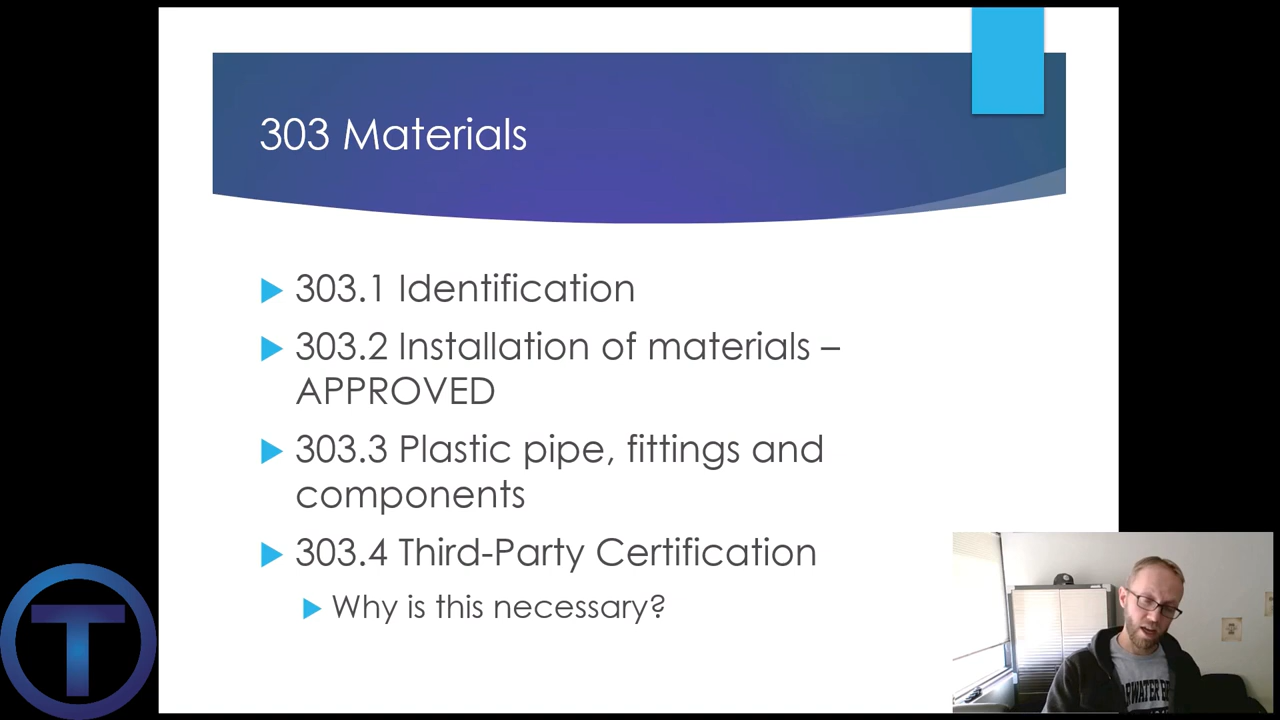 303 Materials
303.1 Identification
303.2 Installation of materials –
APPROVED
303.3 Plastic pipe, fittings and
components
303.4 Third-Party Certification
Why is this necessary?
T